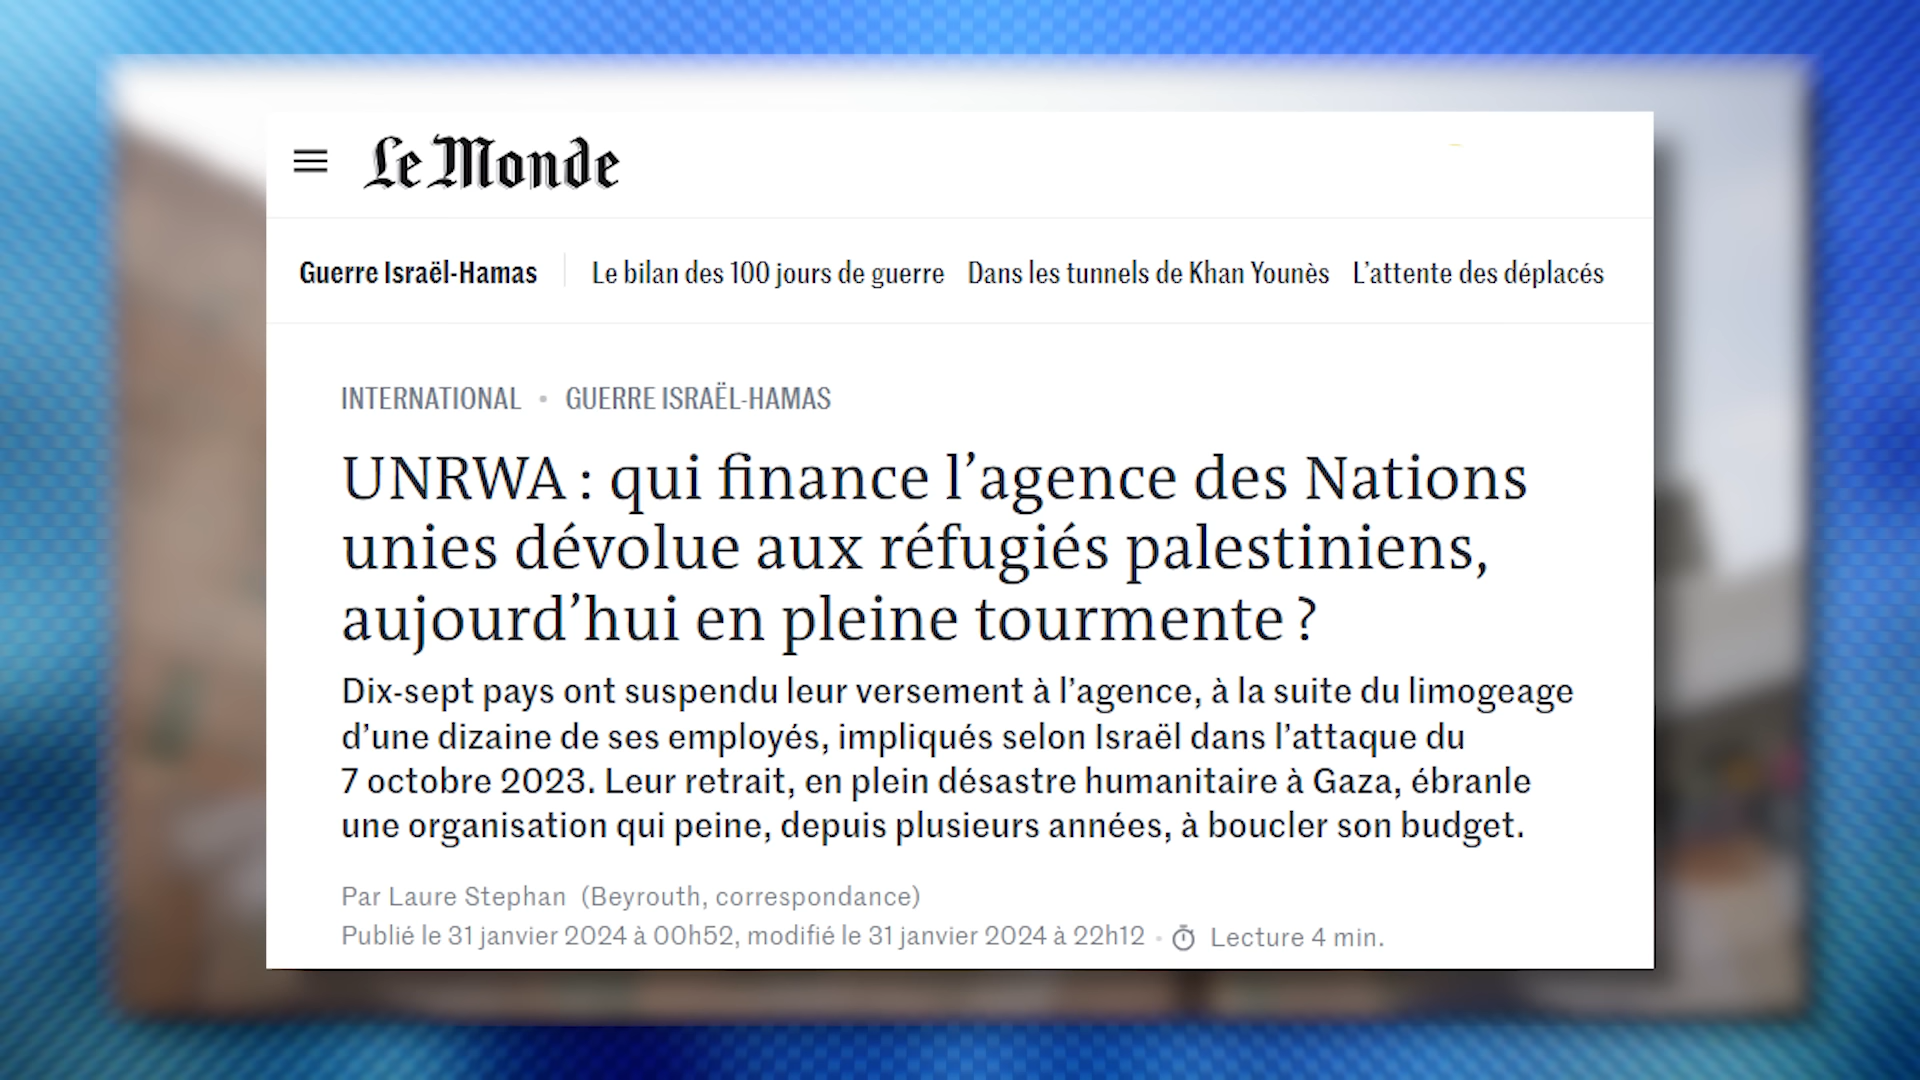 Le Monde
Guerre Israël-Hamas Le bilan des 100 jours de guerre Dans les tunnels de Khan Younès L’attente des déplacés
INTERNATIONAL • GUERRE ISRAËL-HAMAS
UNRWA : qui finance l’agence des Nations
unies dévolue aux réfugiés palestiniens,
aujourd’hui en pleine tourmente ?
Dix-sept pays ont suspendu leur versement à l’agence, à la suite du limogeage
d’une dizaine de ses employés, impliqués selon Israël dans l’attaque du
7 octobre 2023. Leur retrait, en plein désastre humanitaire à Gaza, ébranle
une organisation qui peine, depuis plusieurs années, à boucler son budget.
Par Laure Stephan (Beyrouth, correspondance)
Publié le 31 janvier 2024 à 00h52, modifié le 31 janvier 2024 à 22h12 • Lecture 4 min.